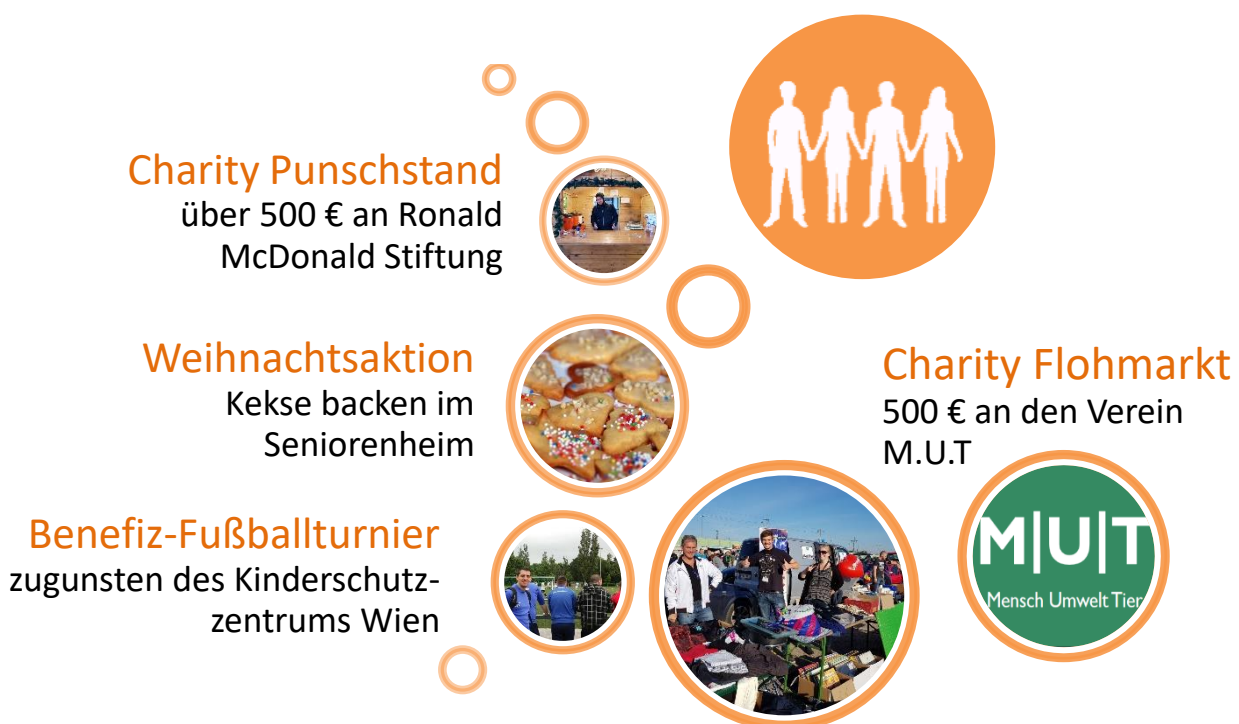 Charity Punschstand
über 500 € an Ronald
McDonald Stiftung
Weihnachtsaktion
Kekse backen im
Seniorenheim
Charity Flohmarkt
500 € an den Verein
M.U.T
Benefiz-Fußballturnier
zugunsten des Kinderschutz-
zentrums Wien
M|U|T
Mensch Umwelt Tier